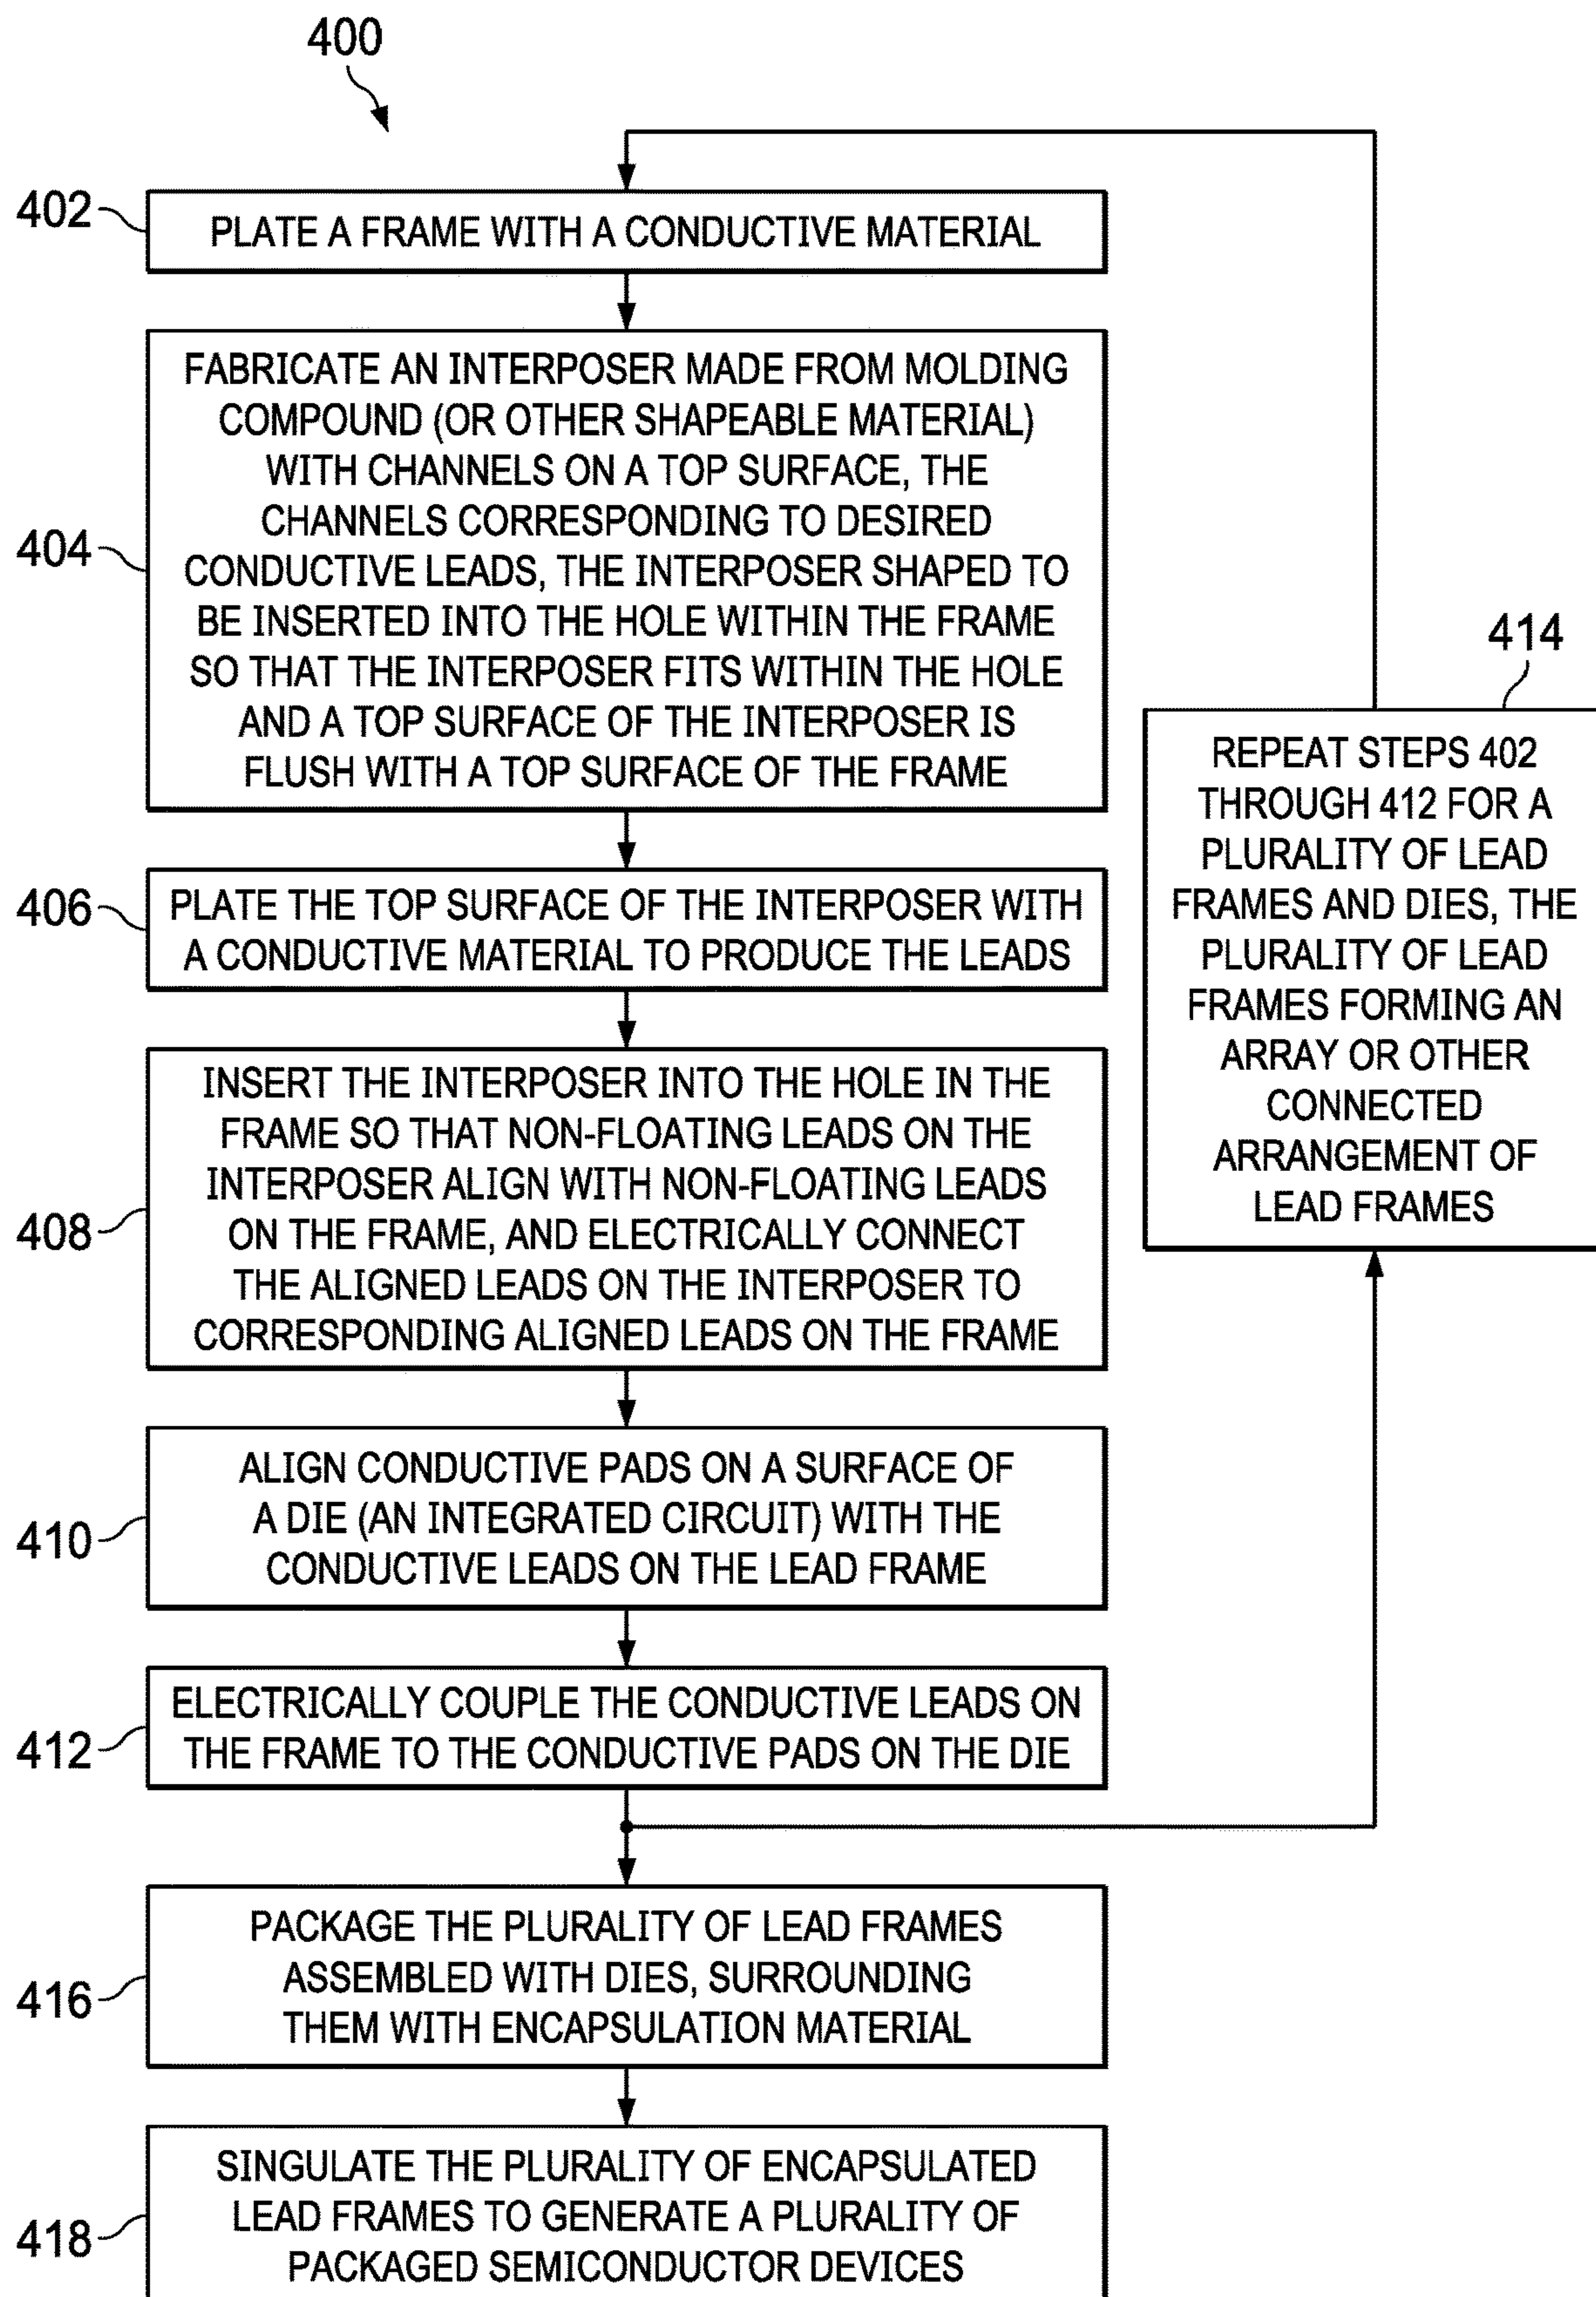 400
402
PLATE A FRAME WITH A CONDUCTIVE MATERIAL
404
FABRICATE AN INTERPOSER MADE FROM MOLDING
COMPOUND (OR OTHER SHAPEABLE MATERIAL)
WITH CHANNELS ON A TOP SURFACE, THE
CHANNELS CORRESPONDING TO DESIRED
CONDUCTIVE LEADS, THE INTERPOSER SHAPED TO
BE INSERTED INTO THE HOLE WITHIN THE FRAME
SO THAT THE INTERPOSER FITS WITHIN THE HOLE
AND A TOP SURFACE OF THE INTERPOSER IS
FLUSH WITH A TOP SURFACE OF THE FRAME
406
PLATE THE TOP SURFACE OF THE INTERPOSER WITH
A CONDUCTIVE MATERIAL TO PRODUCE THE LEADS
408
INSERT THE INTERPOSER INTO THE HOLE IN THE
FRAME SO THAT NON-FLOATING LEADS ON THE
INTERPOSER ALIGN WITH NON-FLOATING LEADS
ON THE FRAME, AND ELECTRICALLY CONNECT
THE ALIGNED LEADS ON THE INTERPOSER TO
CORRESPONDING ALIGNED LEADS ON THE FRAME
410
ALIGN CONDUCTIVE PADS ON A SURFACE OF
A DIE (AN INTEGRATED CIRCUIT) WITH THE
CONDUCTIVE LEADS ON THE LEAD FRAME
412
ELECTRICALLY COUPLE THE CONDUCTIVE LEADS ON
THE FRAME TO THE CONDUCTIVE PADS ON THE DIE
414
REPEAT STEPS 402
THROUGH 412 FOR A
PLURALITY OF LEAD
FRAMES AND DIES, THE
PLURALITY OF LEAD
FRAMES FORMING AN
ARRAY OR OTHER
CONNECTED
ARRANGEMENT OF
LEAD FRAMES
416
PACKAGE THE PLURALITY OF LEAD FRAMES
ASSEMBLED WITH DIES, SURROUNDING
THEM WITH ENCAPSULATION MATERIAL
418
SINGULATE THE PLURALITY OF ENCAPSULATED
LEAD FRAMES TO GENERATE A PLURALITY OF
PACKAGED SEMICONDUCTOR DEVICES